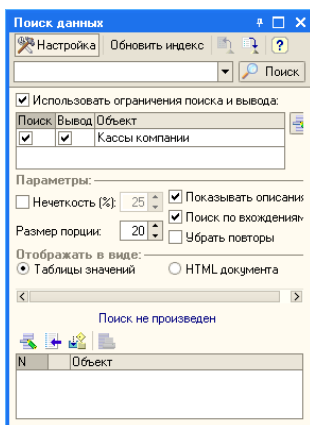 Поиск данных
Настройка Обновить индекс ?
Поиск
Использовать ограничения поиска и вывода:
Поиск Вывод Объект
Кассы компании
Параметры:
Нечеткость (%): 25 Показывать описания
Поиск по вхождениям
Размер порции: 20 Убрать повторы
Отображать в виде:
Таблицы значений HTML документа
Поиск не произведен
N Объект